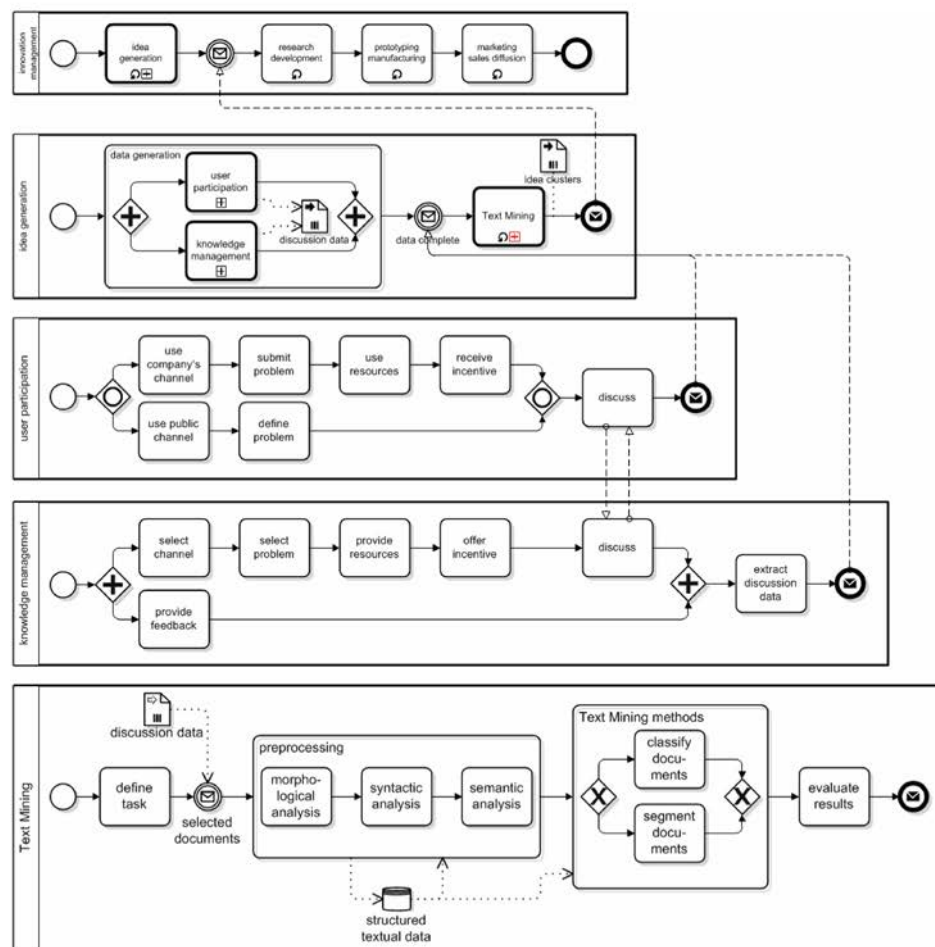 innovation
management
idea
generation
research
development
prototyping
manufacturing
marketing
sales diffusion
idea generation
data generation
user
participation
knowledge
management
discussion data
data complete
Text Mining
idea clusters
user participation
use
company's
channel
submit
problem
use
resources
receive
incentive
use public
channel
define
problem
discuss
knowledge management
select
channel
select
problem
provide
resources
offer
incentive
discuss
provide
feedback
extract
discussion
data
Text Mining
discussion data
define
task
selected
documents
preprocessing
morpho-
logical
analysis
syntactic
analysis
semantic
analysis
structured
textual data
Text Mining methods
classify
docu-
ments
segment
docu-
ments
evaluate
results